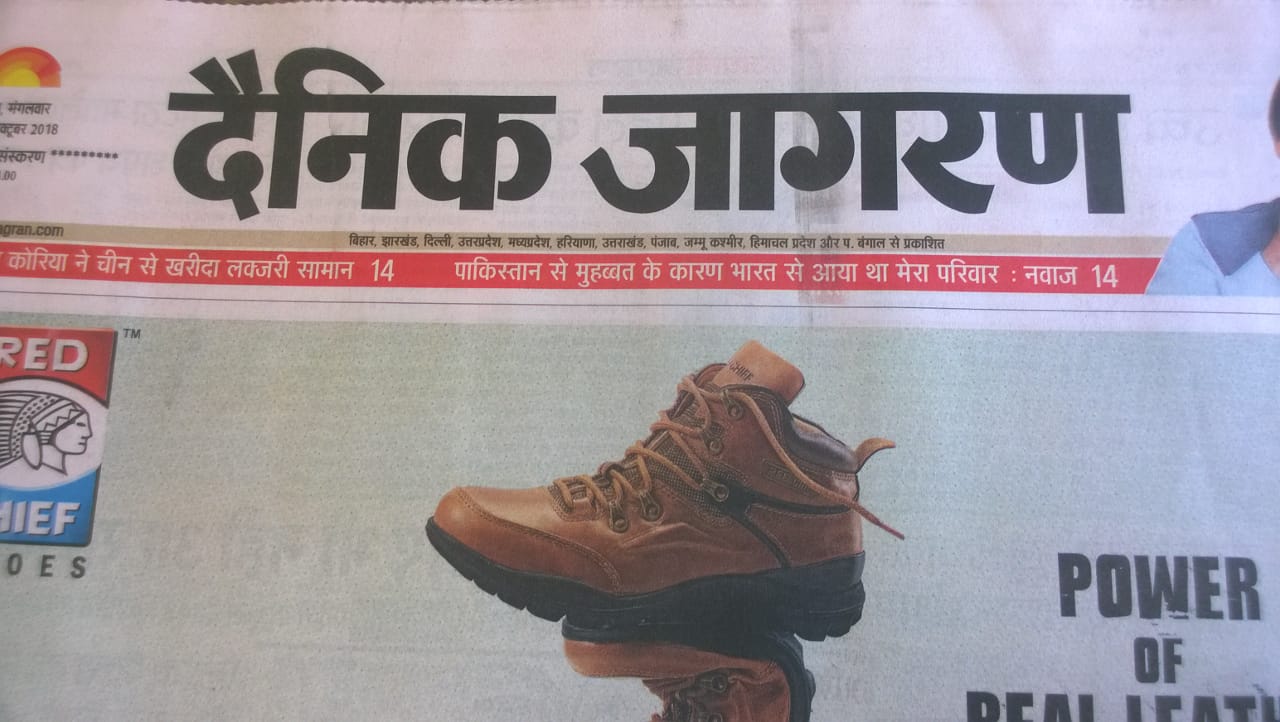 मंगलवार
2018
संस्करण *********
.00
दैनिक जागरण
gran.com
बिहार, झारखंड, दिल्ली, उत्तरप्रदेश, मध्यप्रदेश, हरियाणा, उत्तराखंड, पंजाब, जम्मू कश्मीर, हिमाचल प्रदेश और प. बंगाल से प्रकाशित
कोरिया ने चीन से खरीदा लक्जरी सामान 14
पाकिस्तान से मुहब्बत के कारण भारत से आया था मेरा परिवार : नवाज 14
RED
TM
HIEF
OES
CHIEF
POWER
OF
REAL LEATH